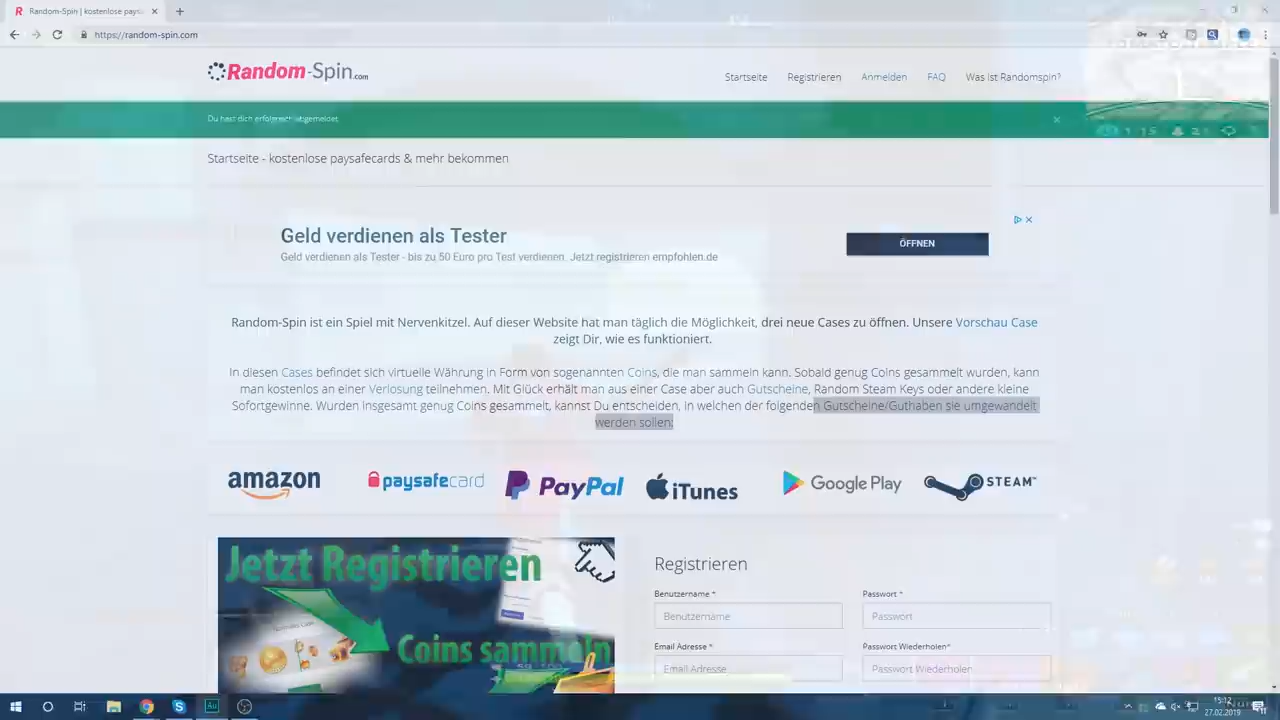 Random-Spin | kostenlose paysa
https://random-spin.com
Random-Spin.com
Startseite Registrieren Anmelden FAQ Was ist Randomspin?
Du hast dich erfolgreich abgemeldet.
Startseite - kostenlose paysafecards & mehr bekommen
Geld verdienen als Tester
Geld verdienen als Tester - bis zu 50 Euro pro Test verdienen. Jetzt registrieren empfohlen.de
ÖFFNEN
Random-Spin ist ein Spiel mit Nervenkitzel. Auf dieser Website hat man täglich die Möglichkeit, drei neue Cases zu öffnen. Unsere Vorschau Case
zeigt Dir, wie es funktioniert.
In diesen Cases befindet sich virtuelle Währung in Form von sogenannten Coins, die man sammeln kann. Sobald genug Coins gesammelt wurden, kann
man kostenlos an einer Verlosung teilnehmen. Mit Glück erhält man aus einer Case aber auch Gutscheine, Random Steam Keys oder andere kleine
Sofortgewinne. Wurden insgesamt genug Coins gesammelt, kannst Du entscheiden, in welchen der folgenden Gutscheine/Guthaben sie umgewandelt
werden sollen.
amazon paysafecard PayPal iTunes Google Play STEAM™
Jetzt Registrieren
Coins sammeln
Registrieren
Benutzername * Passwort *
Benutzername Passwort
Email Adresse * Passwort Wiederholen*
Email Adresse Passwort Wiederholen
Au
15:12
27.02.2019